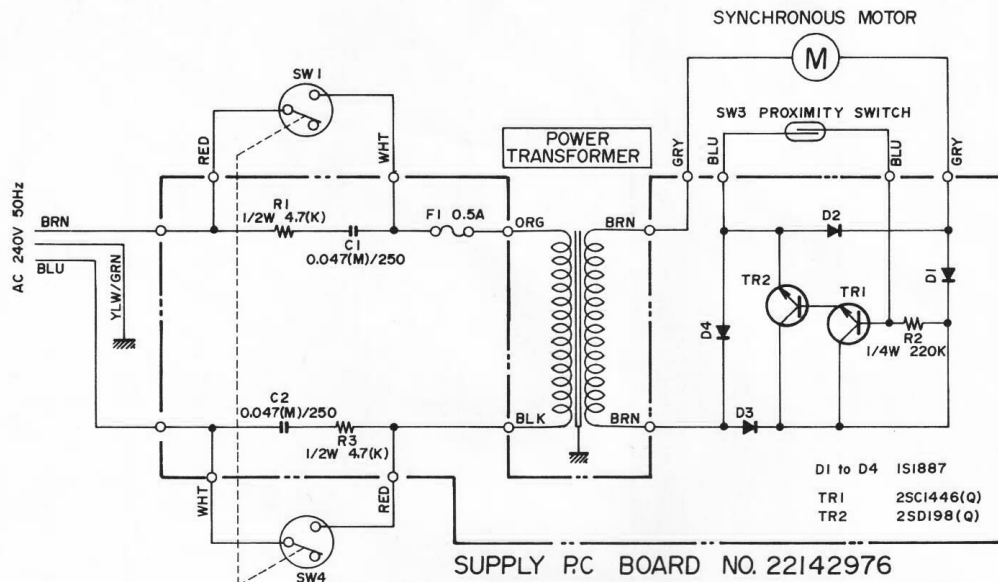 SYNCHRONOUS MOTOR
M
SW1
SW3 PROXIMITY SWITCH
POWER
TRANSFORMER
RED
WHT
GRY
BLU
BLU
GRY
AC 240V 50Hz
BRN
R1
1/2W 4.7(K)
C1
0.047(M)/250
F1 0.5A
ORG
BRN
D2
D1
BLU
YLW/GRN
TR2
TR1
D4
R2
1/4W 220K
C2
0.047(M)/250
R3
1/2W 4.7(K)
BLK
BRN
D3
D1 to D4 1S1887
TR1 2SC1446(Q)
TR2 2SD198(Q)
WHT
RED
SW4
SUPPLY P.C BOARD NO. 22142976